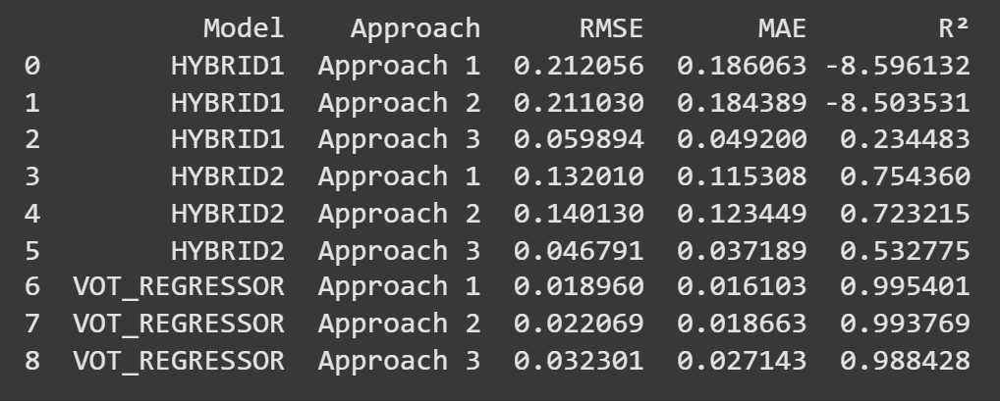 Model Approach RMSE MAE R²
0 HYBRID1 Approach 1 0.212056 0.186063 -8.596132
1 HYBRID1 Approach 2 0.211030 0.184389 -8.503531
2 HYBRID1 Approach 3 0.059894 0.049200 0.234483
3 HYBRID2 Approach 1 0.132010 0.115308 0.754360
4 HYBRID2 Approach 2 0.140130 0.123449 0.723215
5 HYBRID2 Approach 3 0.046791 0.037189 0.532775
6 VOT_REGRESSOR Approach 1 0.018960 0.016103 0.995401
7 VOT_REGRESSOR Approach 2 0.022069 0.018663 0.993769
8 VOT_REGRESSOR Approach 3 0.032301 0.027143 0.988428